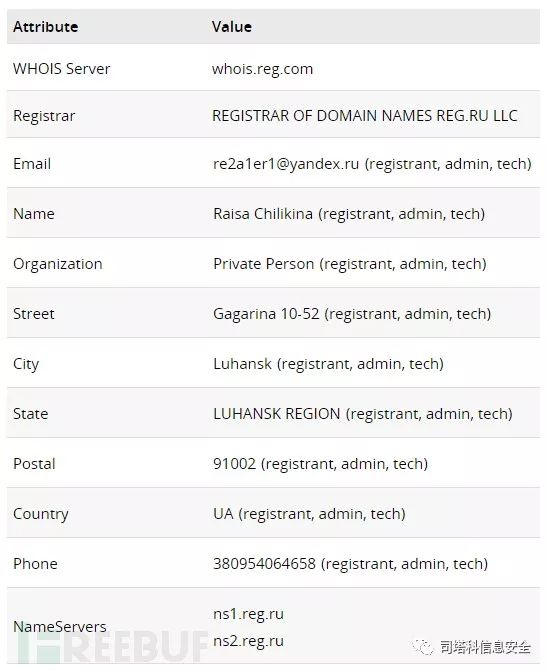 Attribute Value
WHOIS Server whois.reg.com
Registrar REGISTRAR OF DOMAIN NAMES REG.RU LLC
Email re2a1er1@yandex.ru (registrant, admin, tech)
Name Raisa Chilikina (registrant, admin, tech)
Organization Private Person (registrant, admin, tech)
Street Gagarina 10-52 (registrant, admin, tech)
City Luhansk (registrant, admin, tech)
State LUHANSK REGION (registrant, admin, tech)
Postal 91002 (registrant, admin, tech)
Country UA (registrant, admin, tech)
Phone 380954064658 (registrant, admin, tech)
NameServers ns1.reg.ru
ns2.reg.ru
FREEBUF
司塔科信息安全